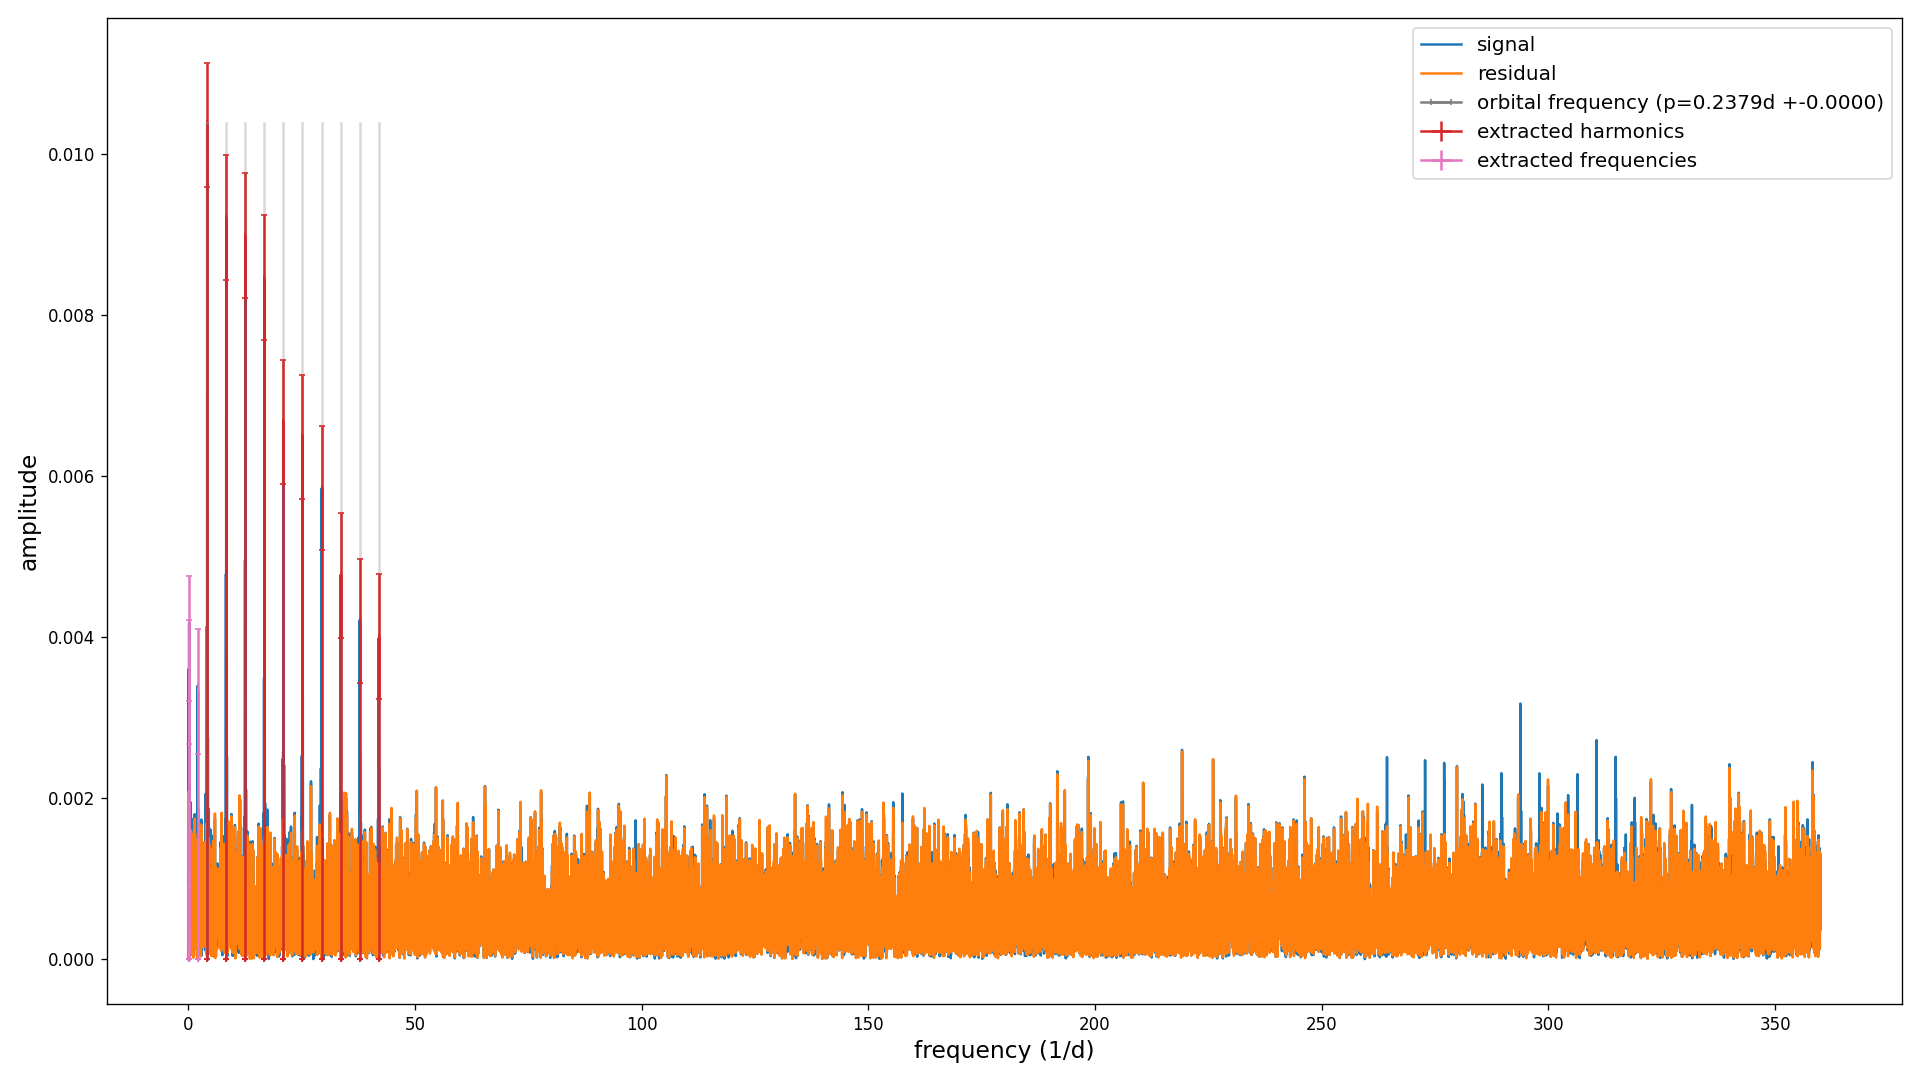 signal
residual
orbital frequency (p=0.2379d +-0.0000)
extracted harmonics
extracted frequencies
0.010
0.008
0.006
0.004
0.002
0.000
amplitude
0 50 100 150 200 250 300 350
frequency (1/d)